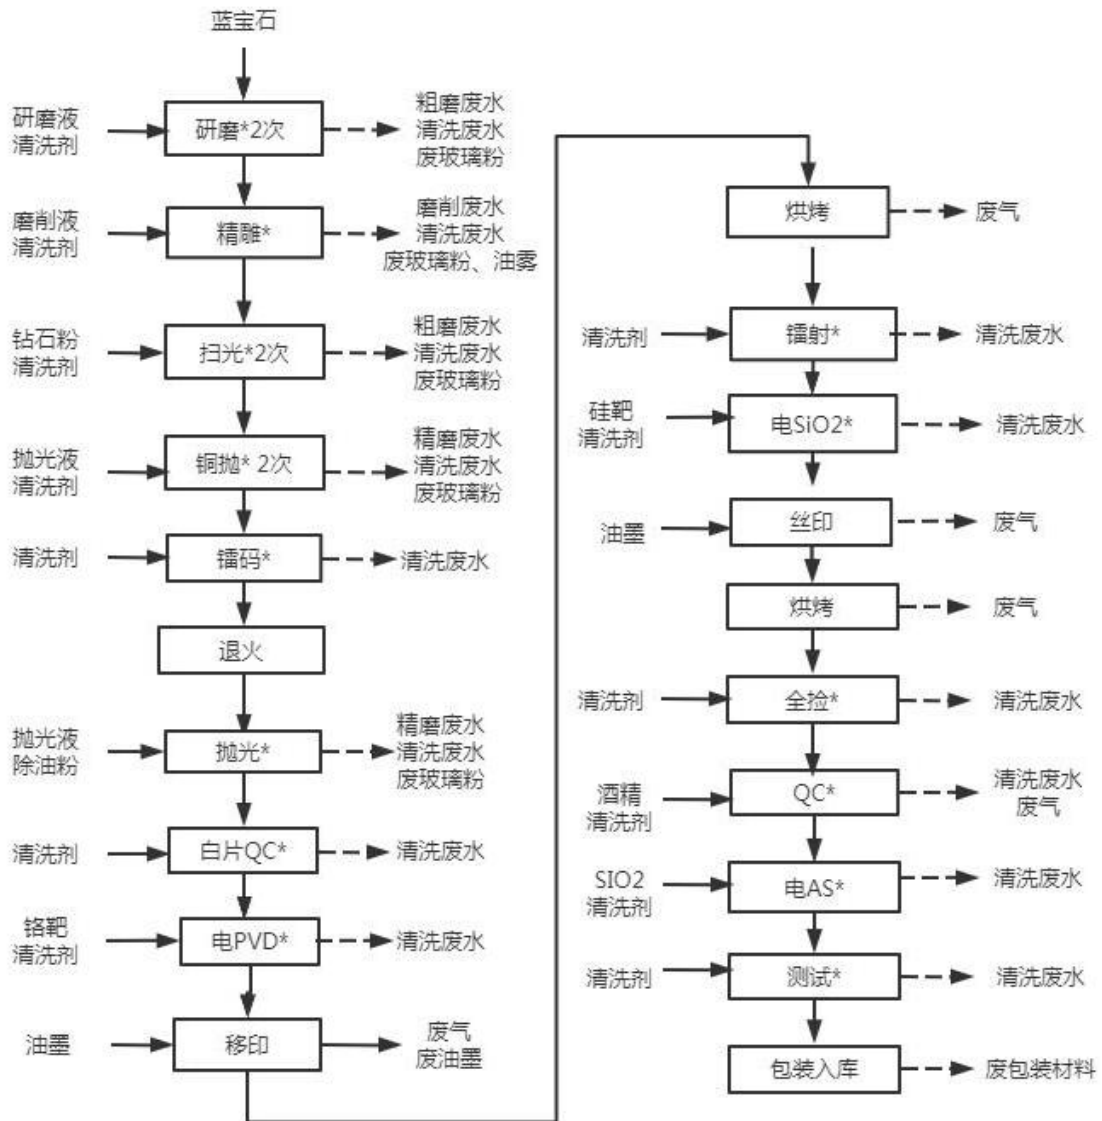 蓝宝石
研磨液
清洗剂
研磨*2次
粗磨废水
清洗废水
废玻璃粉
磨削液
清洗剂
精雕*
磨削废水
清洗废水
废玻璃粉、油雾
钻石粉
清洗剂
扫光*2次
粗磨废水
清洗废水
废玻璃粉
抛光液
清洗剂
铜抛* 2次
精磨废水
清洗废水
废玻璃粉
清洗剂
镭码*
清洗废水
退火
抛光液
除油粉
抛光*
精磨废水
清洗废水
废玻璃粉
清洗剂
白片QC*
清洗废水
铬靶
清洗剂
电PVD*
清洗废水
油墨
移印
废气
废油墨
烘烤
废气
清洗剂
镭射*
清洗废水
硅靶
清洗剂
电SiO2*
清洗废水
油墨
丝印
废气
烘烤
废气
清洗剂
全捡*
清洗废水
酒精
清洗剂
QC*
清洗废水
废气
SIO2
清洗剂
电AS*
清洗废水
清洗剂
测试*
清洗废水
包装入库
废包装材料